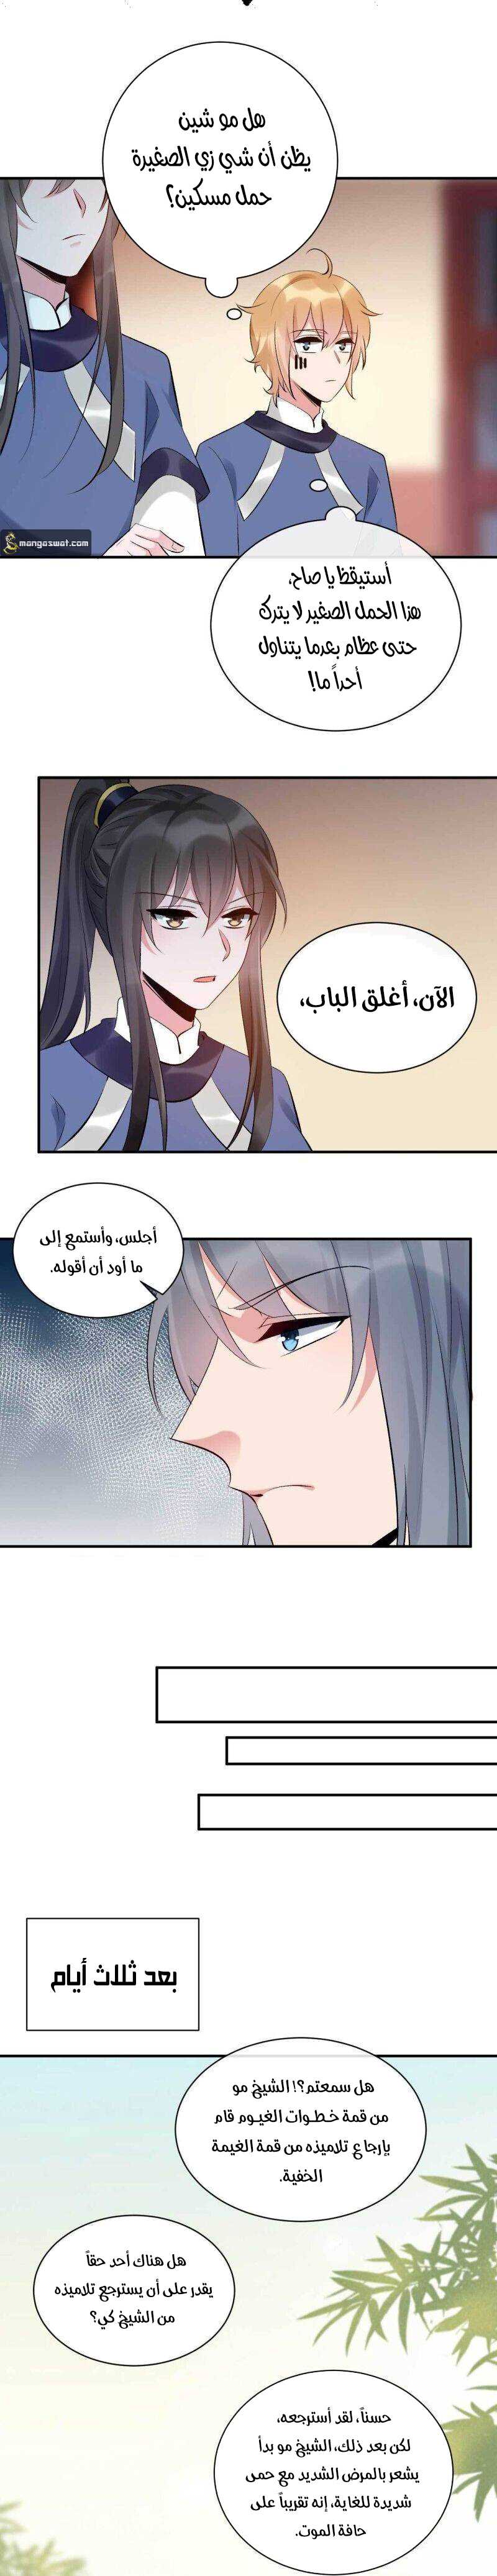 هل مو شين
يظن أن شي زي الصغيرة
حمل مسكين؟
mangaswat.com
أستيقظ يا صاح،
هذا الحمل الصغير لا يترك
حتى عظام بعدما يتناول
أحداً ما!
الآن، أغلق الباب،
أجلس، وأستمع إلى
ما أود أن أقوله.
بعد ثلاث أيام
هل سمعتم؟! الشيخ مو
من قمة خطوات الغيوم قام
بإرجاع تلاميذه من قمة الغيمة
الخفية.
هل هناك أحد حقاً
يقدر على أن يسترجع تلاميذه
من الشيخ كي؟
حسناً، لقد أسترجعه،
لكن بعد ذلك، الشيخ مو بدأ
يشعر بالمرض الشديد مع حمى
شديدة للغاية، إنه تقريباً على
حافة الموت.